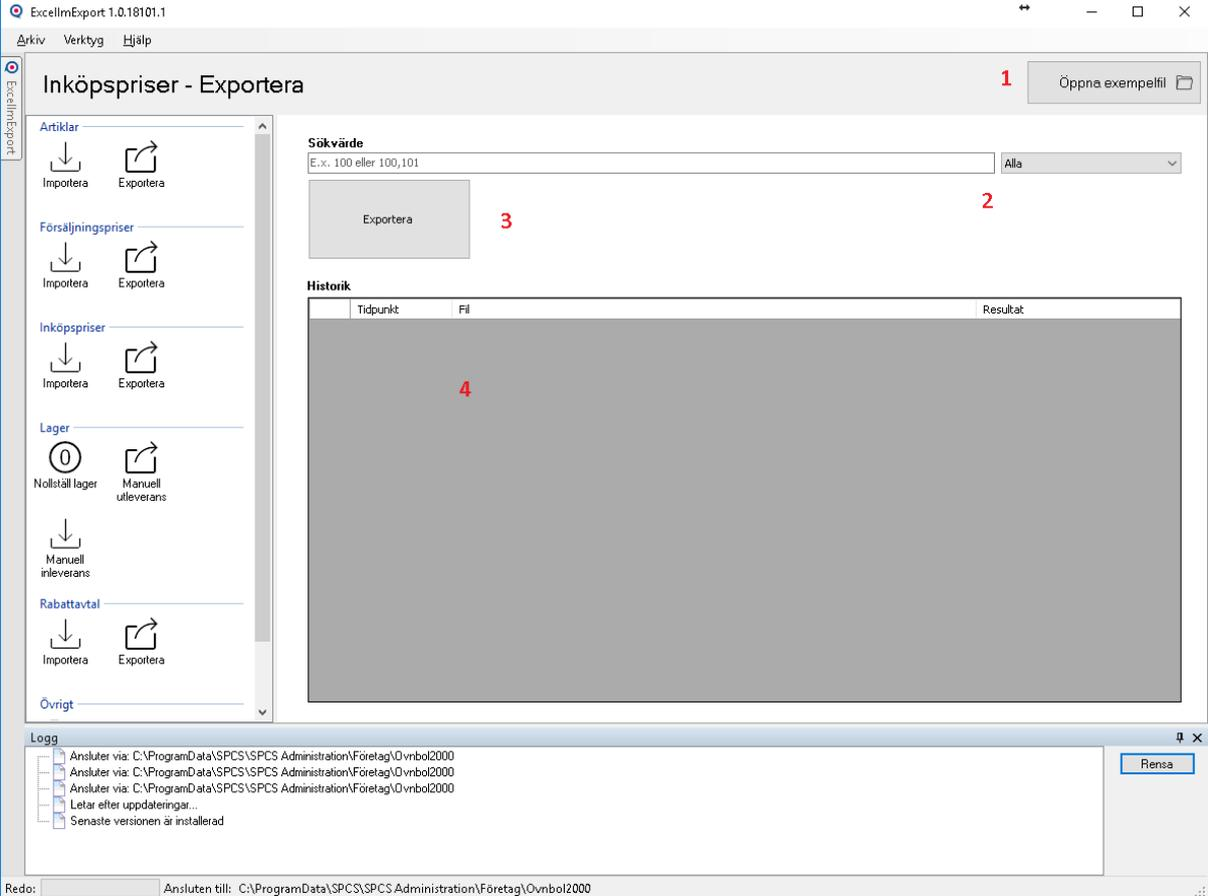 ExcelImExport 1.0.18101.1
Arkiv Verktyg Hjälp
ExcelImExport
Inköpspriser - Exportera
1
Öppna exempelfil
Artiklar
Importera Exportera
Försäljningspriser
Importera Exportera
Inköpspriser
Importera Exportera
Lager
0
Nollställ lager Manuell
utleverans
Manuell
inleverans
Rabattavtal
Importera Exportera
Övrigt
Sökvärde
E.x. 100 eller 100,101
Alla
2
Exportera
3
Historik
Tidpunkt Fil Resultat
4
Logg
Ansluter via: C:\ProgramData\SPCS\SPCS Administration\Företag\Ovnbol2000
Ansluter via: C:\ProgramData\SPCS\SPCS Administration\Företag\Ovnbol2000
Ansluter via: C:\ProgramData\SPCS\SPCS Administration\Företag\Ovnbol2000
Letar efter uppdateringar...
Senaste versionen är installerad
Rensa
Redo: Ansluten till: C:\ProgramData\SPCS\SPCS Administration\Företag\Ovnbol2000